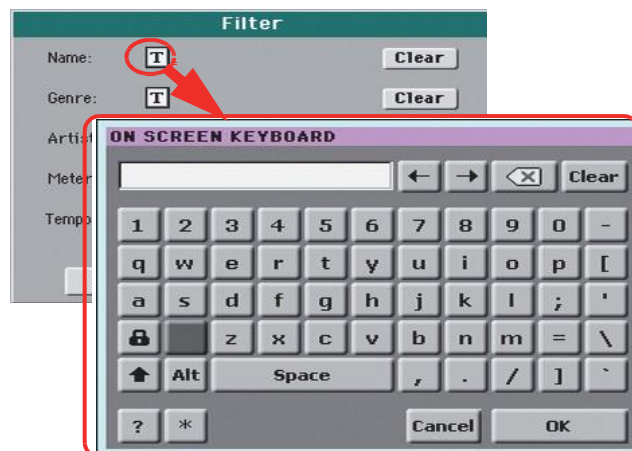 Filter
Name: T Clear
Genre: T Clear
Artist
ON SCREEN KEYBOARD
Meter
← → ⌫ Clear
Tempo
1 2 3 4 5 6 7 8 9 0 -
q w e r t y u i o p [
a s d f g h j k l ; '
z x c v b n m = \
Alt Space , . / ] `
? * Cancel OK